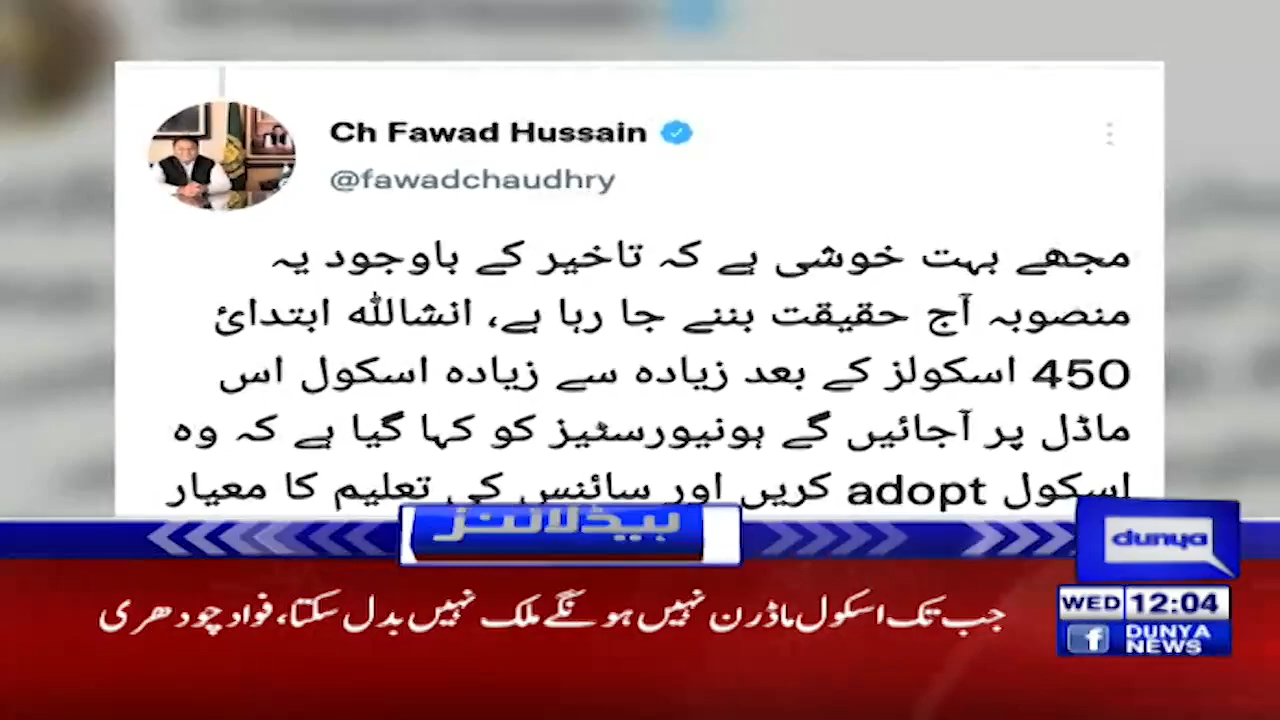 Ch Fawad Hussain
@fawadchaudhry
مجھے بہت خوشی ہے کہ تاخیر کے باوجود یہ
منصوبہ آج حقیقت بننے جا رہا ہے، انشاللّٰہ ابتدائ
450 اسکولز کے بعد زیادہ سے زیادہ اسکول اس
ماڈل پر آجائیں گے ہونیورسٹیز کو کہا گیا ہے کہ وہ
اسکول adopt کریں اور سائنس کی تعلیم کا معیار
ہیڈلائنز
dunya
جب تک اسکول ماڈرن نہیں ہونگے ملک نہیں بدل سکتا، فواد چودھری
WED 12:04
f DUNYA NEWS